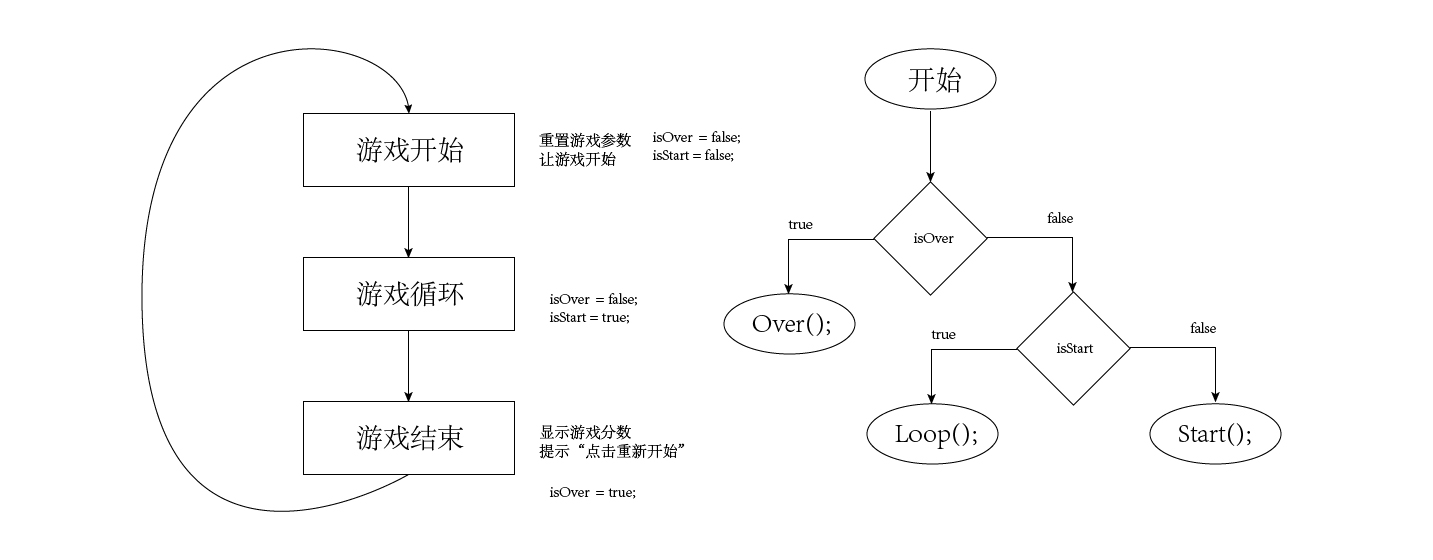 游戏开始
重置游戏参数
让游戏开始
isOver = false;
isStart = false;
游戏循环
isOver = false;
isStart = true;
游戏结束
显示游戏分数
提示“点击重新开始”
isOver = true;
开始
isOver
true
false
Over();
isStart
true
false
Loop();
Start();